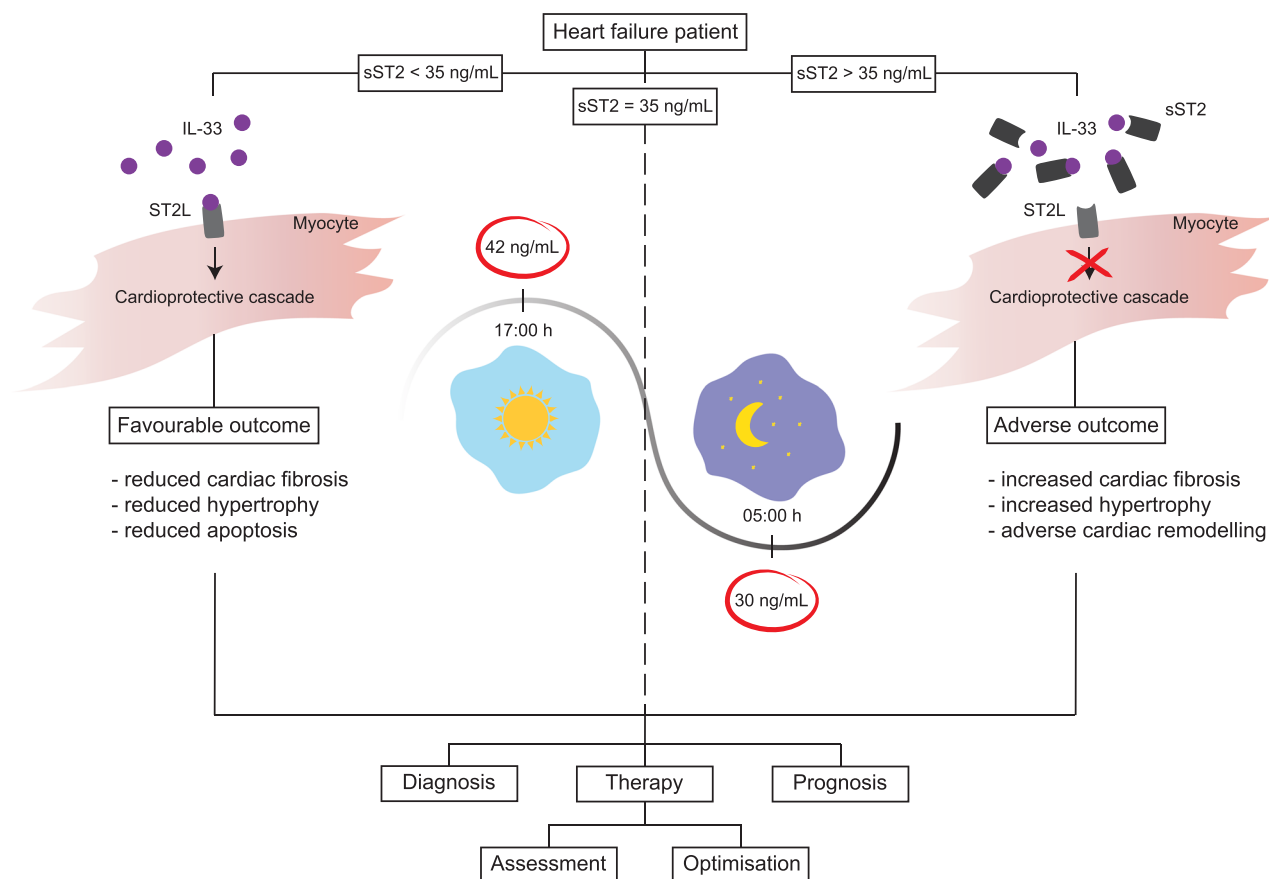 Heart failure patient
sST2 < 35 ng/mL
sST2 > 35 ng/mL
sST2 = 35 ng/mL
IL-33
ST2L
Myocyte
Cardioprotective cascade
Favourable outcome
- reduced cardiac fibrosis
- reduced hypertrophy
- reduced apoptosis
42 ng/mL
17:00 h
05:00 h
30 ng/mL
sST2
IL-33
ST2L
Myocyte
Cardioprotective cascade
Adverse outcome
- increased cardiac fibrosis
- increased hypertrophy
- adverse cardiac remodelling
Diagnosis
Therapy
Prognosis
Assessment
Optimisation